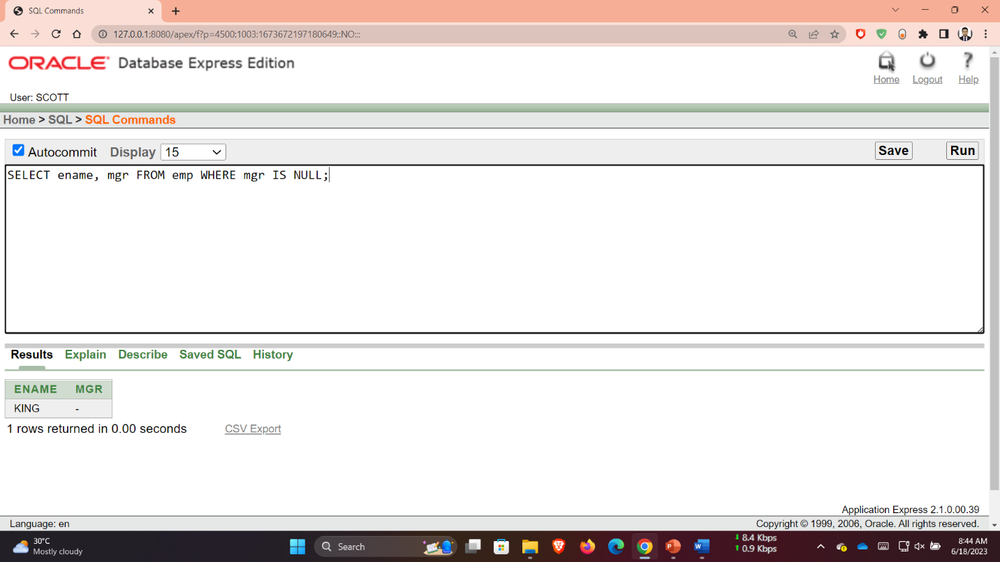 SQL Commands
127.0.0.1:8080/apex/f?p=4500:1003:1673672197180649::NO:::
ORACLE® Database Express Edition
Home Logout Help
User: SCOTT
Home > SQL > SQL Commands
Autocommit Display 15 Save Run
SELECT ename, mgr FROM emp WHERE mgr IS NULL;
Results Explain Describe Saved SQL History
ENAME MGR
KING -
1 rows returned in 0.00 seconds CSV Export
Application Express 2.1.0.00.39
Language: en Copyright © 1999, 2006, Oracle. All rights reserved.
30°C
Mostly cloudy
Search
8.4 Kbps
0.9 Kbps
8:44 AM
6/18/2023